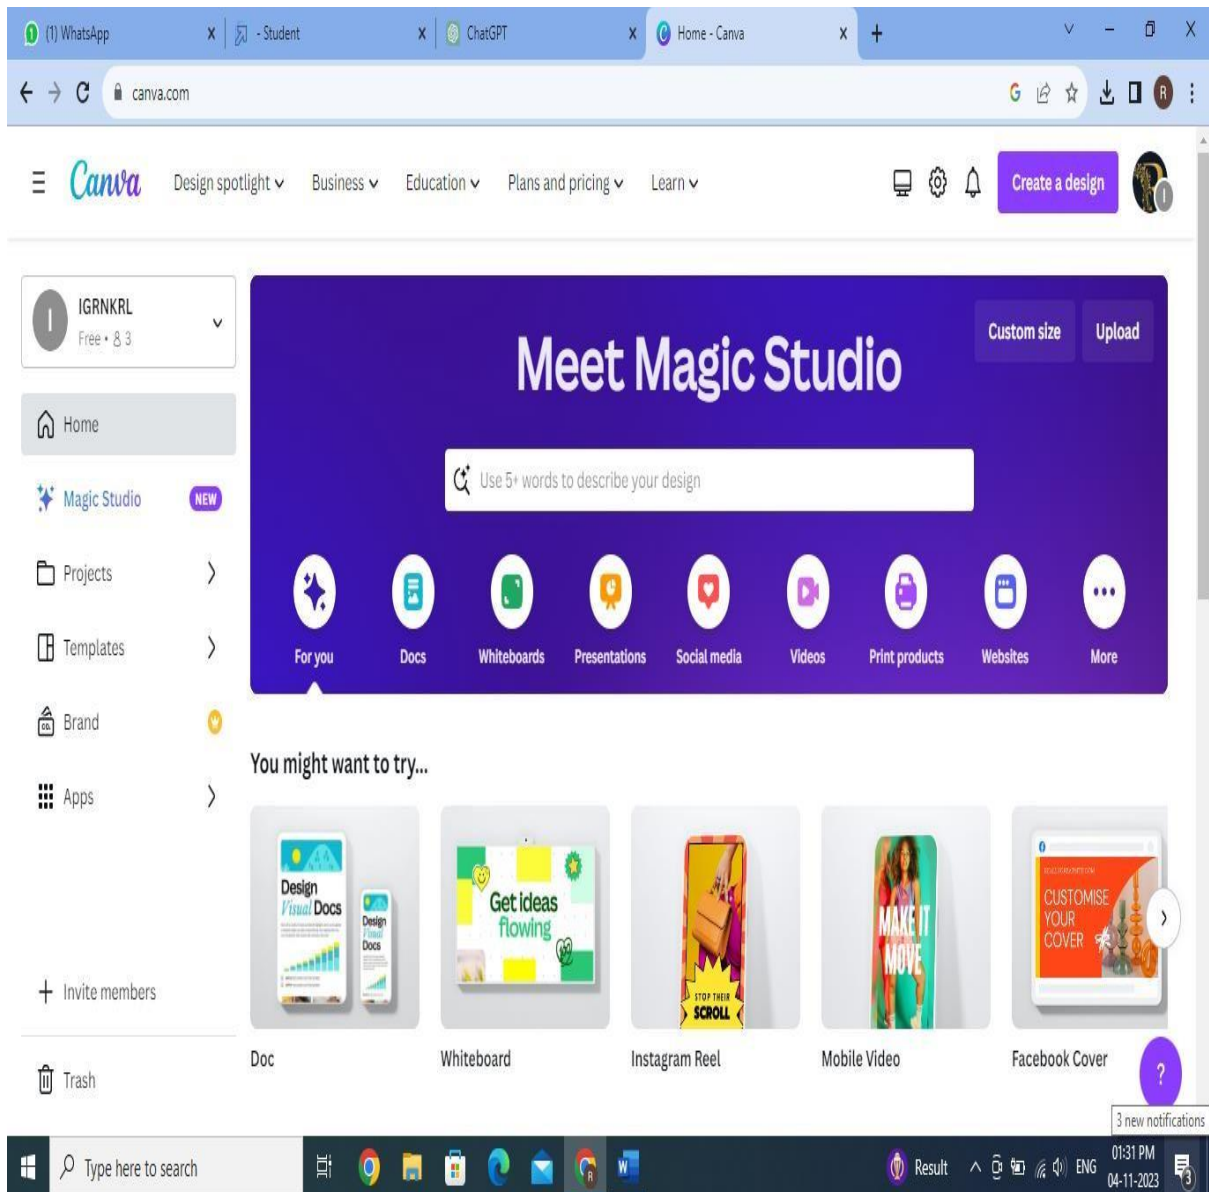 (1) WhatsApp
- Student
ChatGPT
Home - Canva
canva.com
Canva
Design spotlight
Business
Education
Plans and pricing
Learn
Create a design
I
IGRNKRL
Free • 3
Home
Magic Studio
NEW
Projects
Templates
Brand
Apps
Invite members
Trash
Meet Magic Studio
Custom size
Upload
Use 5+ words to describe your design
For you
Docs
Whiteboards
Presentations
Social media
Videos
Print products
Websites
More
You might want to try...
Design
Visual Docs
Design
Visual
Docs
Get ideas
flowing
STOP THEIR
SCROLL
MAKE IT
MOVE
CUSTOMISE
YOUR
COVER
Doc
Whiteboard
Instagram Reel
Mobile Video
Facebook Cover
?
3 new notifications
Type here to search
Result
ENG
01:31 PM
04-11-2023
3